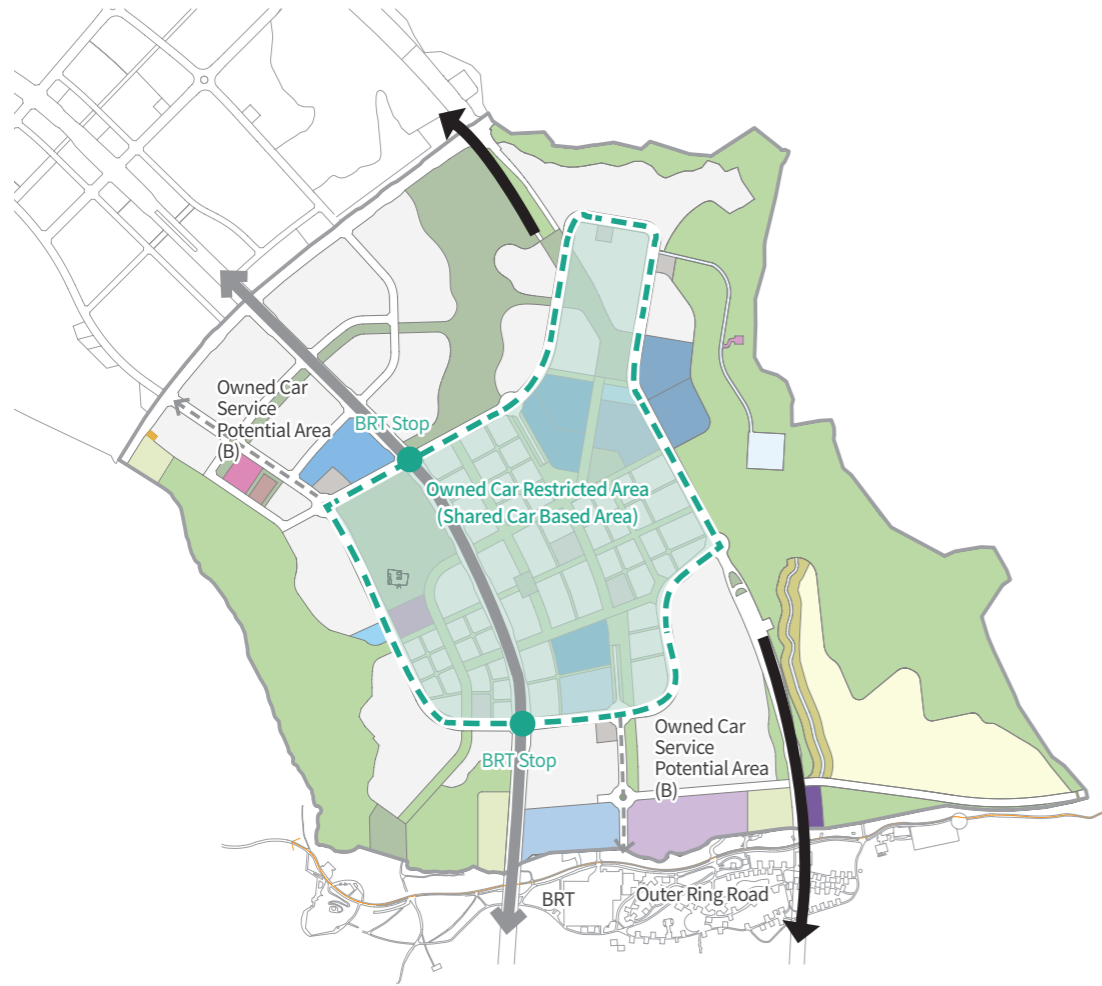 Owned Car
Service
Potential Area
(B)
BRT Stop
Owned Car Restricted Area
(Shared Car Based Area)
Owned Car
Service
Potential Area
(B)
BRT Stop
BRT
Outer Ring Road